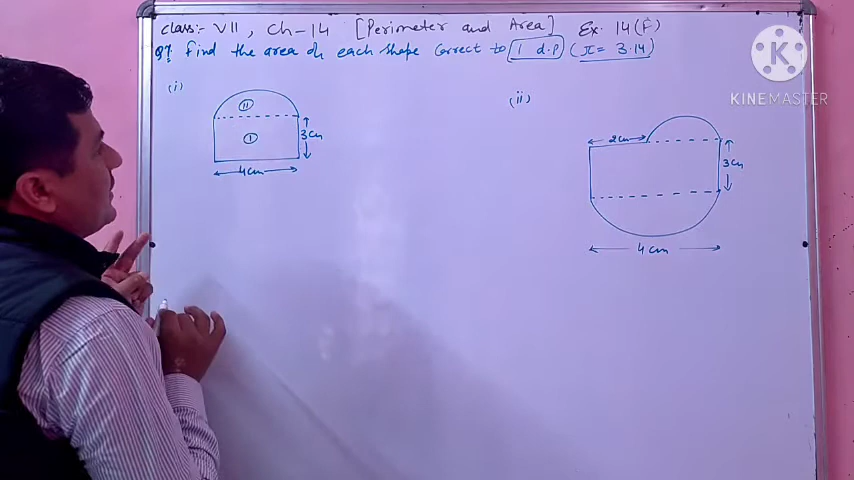 class:- VII, Ch-14 [Perimeter and Area] Ex. 14(F)
Q7. Find the area of each shape correct to 1 d.p (π = 3.14)
(i)
(ii)
II
I
3cm
4cm
2cm
3cm
4cm
K
KINEMASTER